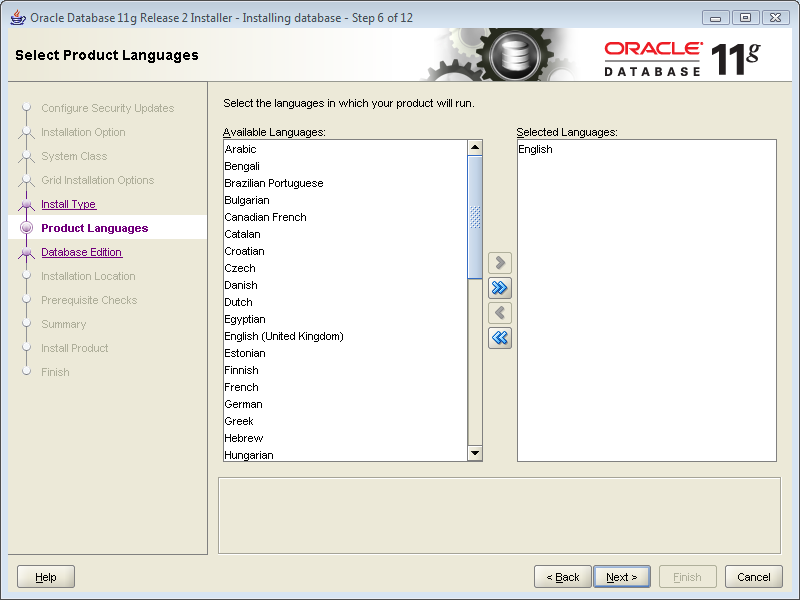 Oracle Database 11g Release 2 Installer - Installing database - Step 6 of 12
Select Product Languages
ORACLE®
DATABASE 11g
Configure Security Updates
Installation Option
System Class
Grid Installation Options
Install Type
Product Languages
Database Edition
Installation Location
Prerequisite Checks
Summary
Install Product
Finish
Select the languages in which your product will run.
Available Languages:
Arabic
Bengali
Brazilian Portuguese
Bulgarian
Canadian French
Catalan
Croatian
Czech
Danish
Dutch
Egyptian
English (United Kingdom)
Estonian
Finnish
French
German
Greek
Hebrew
Hungarian
Selected Languages:
English
Help
< Back
Next >
Finish
Cancel